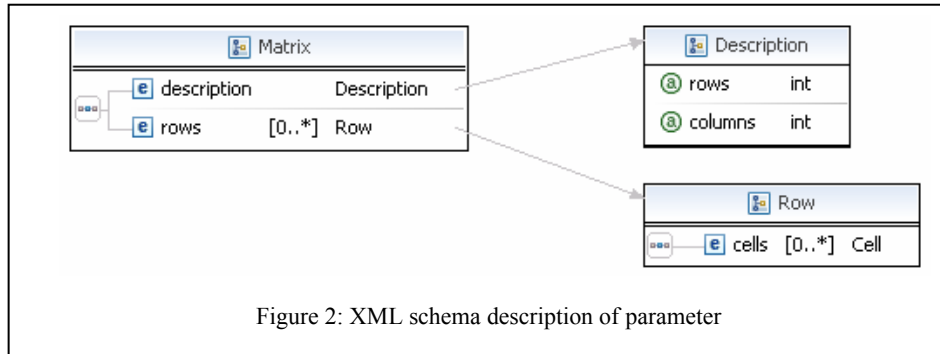 Matrix
e description Description
e rows [0..*] Row
Description
a rows int
a columns int
Row
e cells [0..*] Cell
Figure 2: XML schema description of parameter